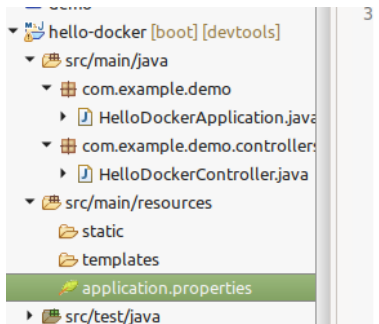 3
hello-docker [boot] [devtools]
src/main/java
com.example.demo
HelloDockerApplication.java
com.example.demo.controllers
HelloDockerController.java
src/main/resources
static
templates
application.properties
src/test/java